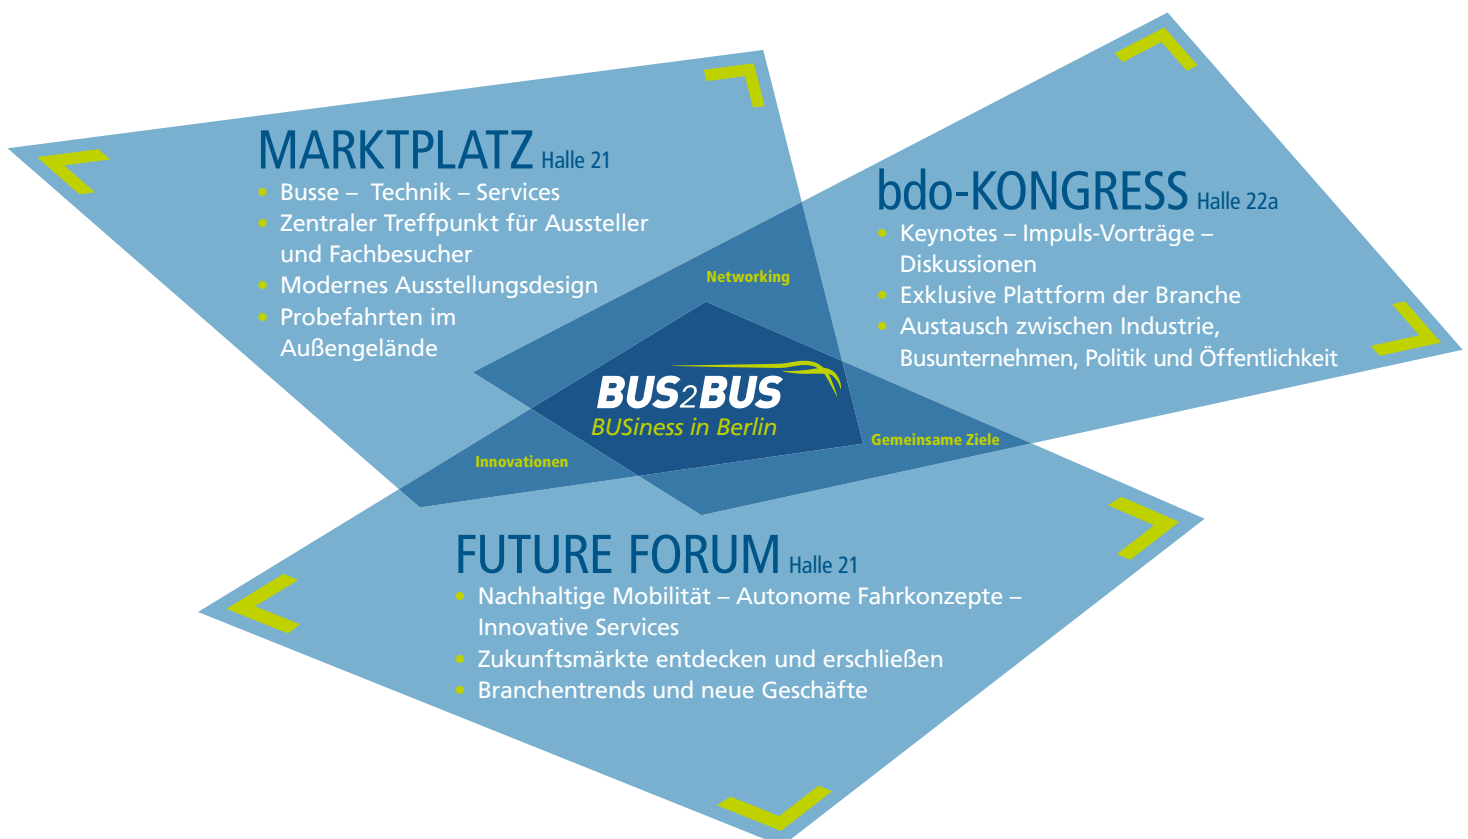 MARKTPLATZ Halle 21
• Busse – Technik – Services
• Zentraler Treffpunkt für Aussteller
und Fachbesucher
• Modernes Ausstellungsdesign
• Probefahrten im
Außengelände
bdo-KONGRESS Halle 22a
• Keynotes – Impuls-Vorträge –
Diskussionen
• Exklusive Plattform der Branche
• Austausch zwischen Industrie,
Busunternehmen, Politik und Öffentlichkeit
Networking
BUS2BUS
BUSiness in Berlin
Gemeinsame Ziele
Innovationen
FUTURE FORUM Halle 21
• Nachhaltige Mobilität – Autonome Fahrkonzepte –
Innovative Services
• Zukunftsmärkte entdecken und erschließen
• Branchentrends und neue Geschäfte